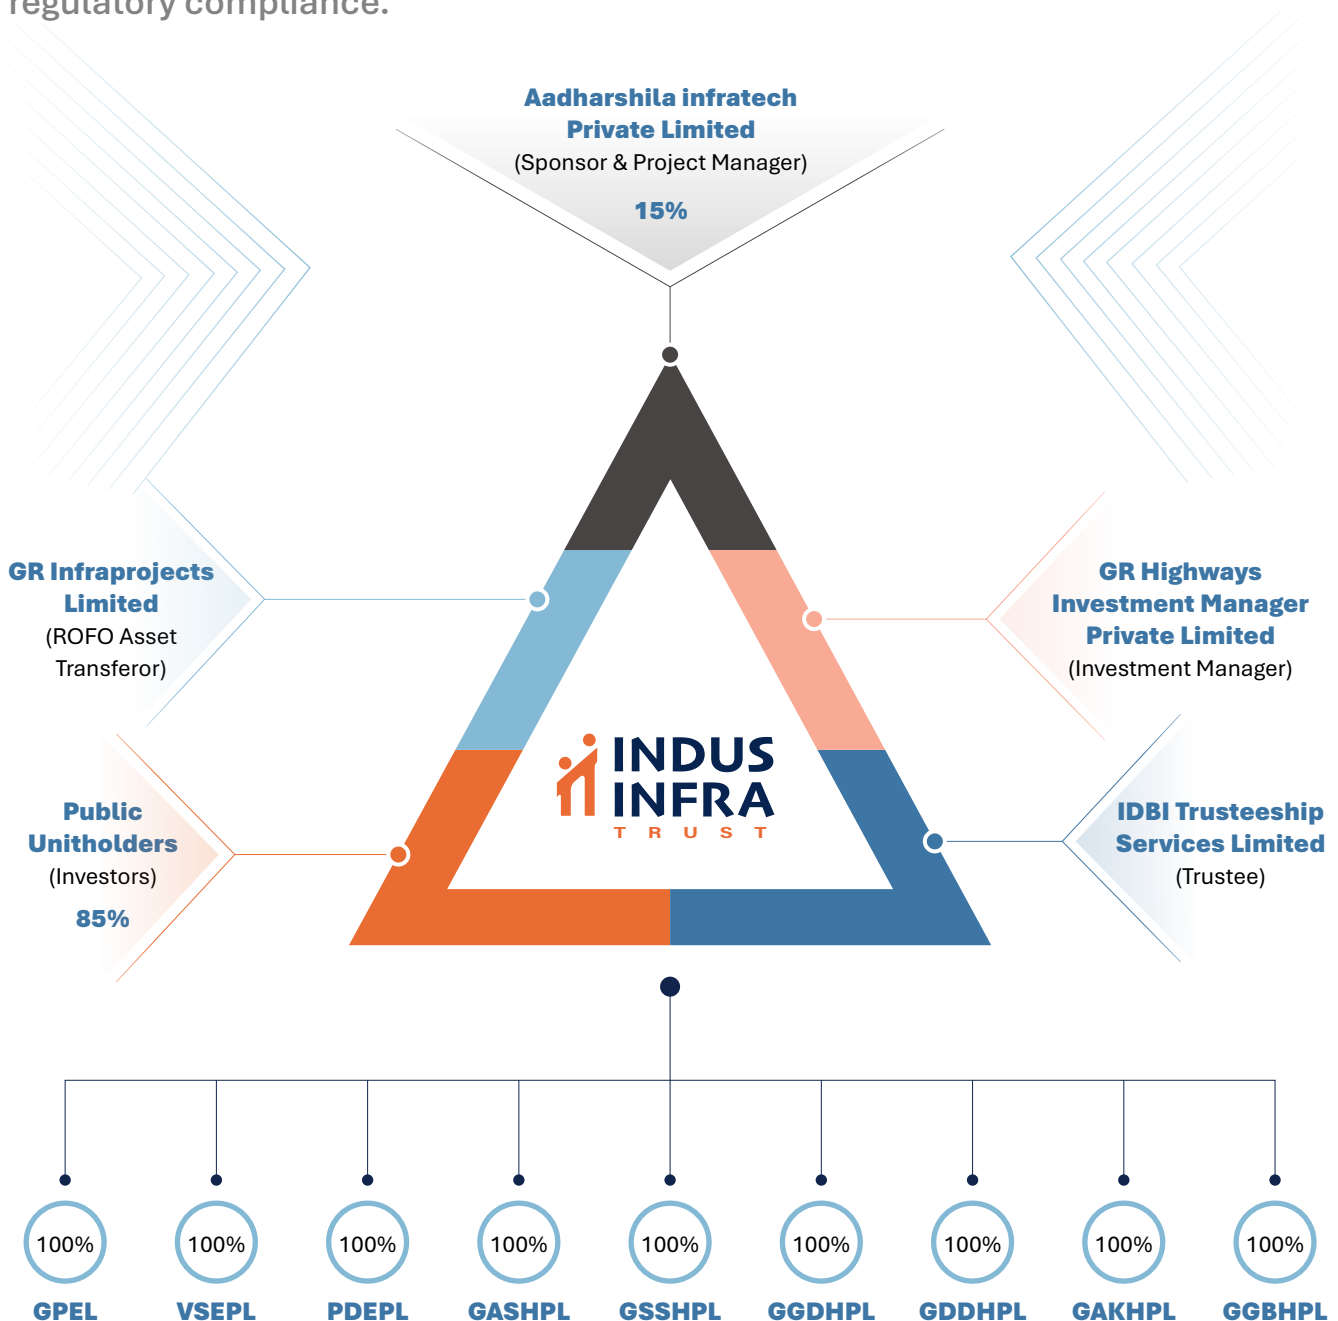 regulatory compliance.
Aadharshila infratech
Private Limited
(Sponsor & Project Manager)
15%
GR Infraprojects
Limited
(ROFO Asset
Transferor)
GR Highways
Investment Manager
Private Limited
(Investment Manager)
INDUS
INFRA
TRUST
Public
Unitholders
(Investors)
85%
IDBI Trusteeship
Services Limited
(Trustee)
100% 100% 100% 100% 100% 100% 100% 100% 100%
GPEL VSEPL PDEPL GASHPL GSSHPL GGDHPL GDDHPL GAKHPL GGBHPL